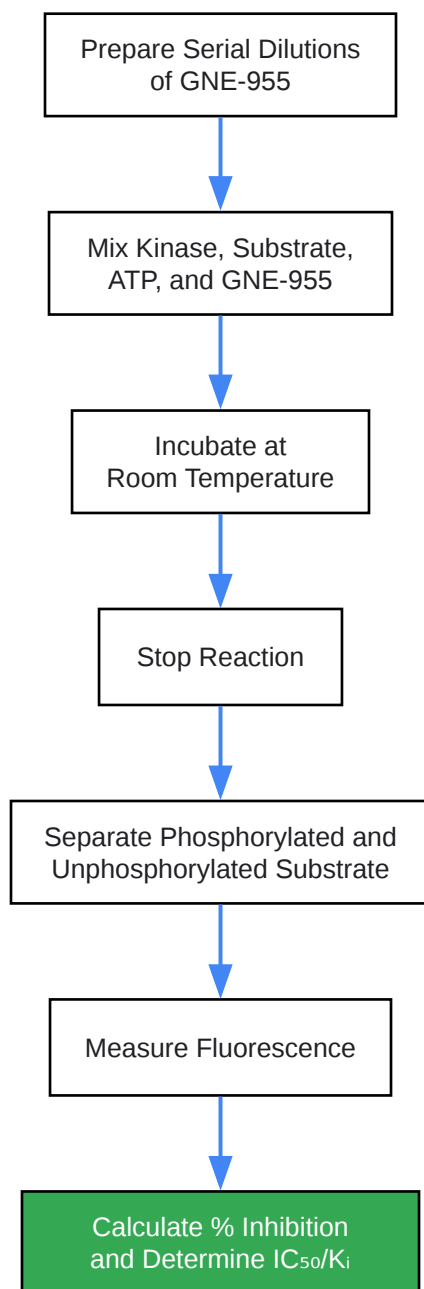 Prepare Serial Dilutions
of GNE-955
Mix Kinase, Substrate,
ATP, and GNE-955
Incubate at
Room Temperature
Stop Reaction
Separate Phosphorylated and
Unphosphorylated Substrate
Measure Fluorescence
Calculate % Inhibition
and Determine IC₅₀/Kᵢ